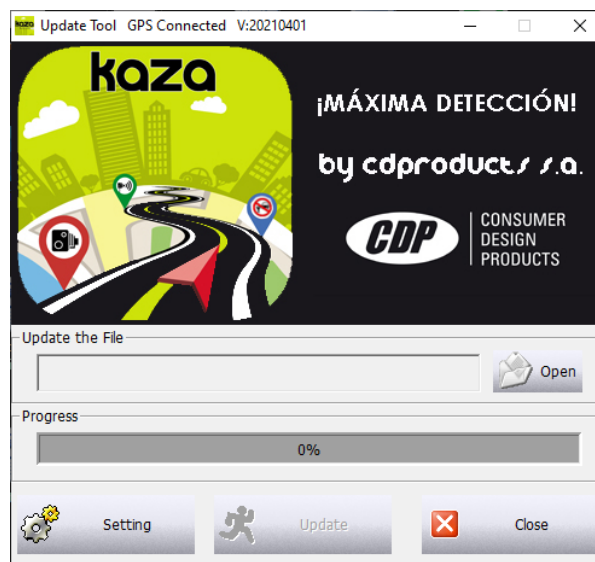 kaza Update Tool GPS Connected V:20210401
kaza
¡MÁXIMA DETECCIÓN!
by cdproducts s.a.
CDP
CONSUMER
DESIGN
PRODUCTS
Update the File
Open
Progress
0%
Setting
Update
Close